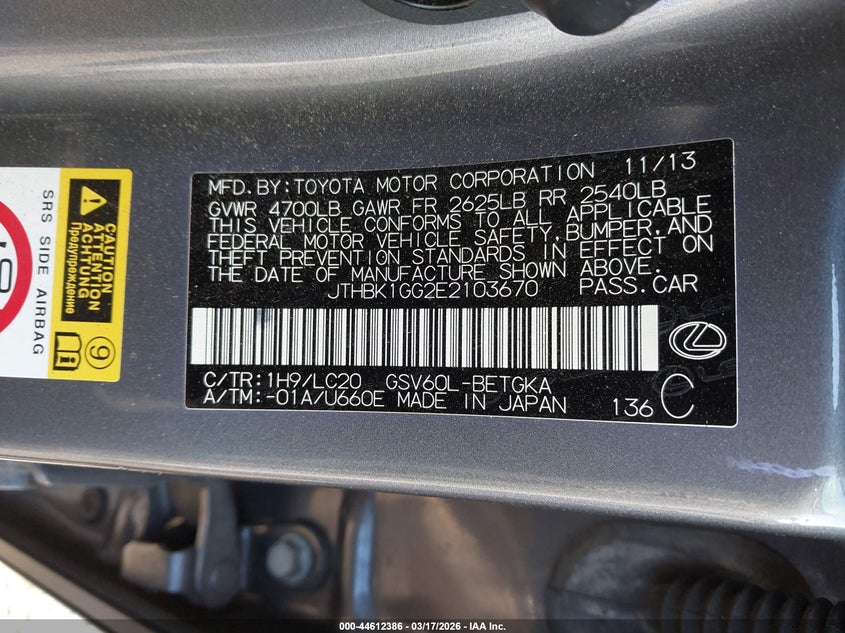 MFD. BY: TOYOTA MOTOR CORPORATION 11/13
GVWR 4700LB GAWR FR 2625LB RR 2540LB
THIS VEHICLE CONFORMS TO ALL APPLICABLE
FEDERAL MOTOR VEHICLE SAFETY, BUMPER, AND
THEFT PREVENTION STANDARDS IN EFFECT ON
THE DATE OF MANUFACTURE SHOWN ABOVE.
JTHBK1GG2E2103670 PASS. CAR
C/TR: 1H9/LC20 GSV60L-BETGKA
A/TM: -01A/U660E MADE IN JAPAN 136 C
SRS SIDE AIRBAG
CAUTION
ATTENTION
ACHTUNG
Предупреждение
9
000-44612386 - 03/17/2026 - IAA Inc.